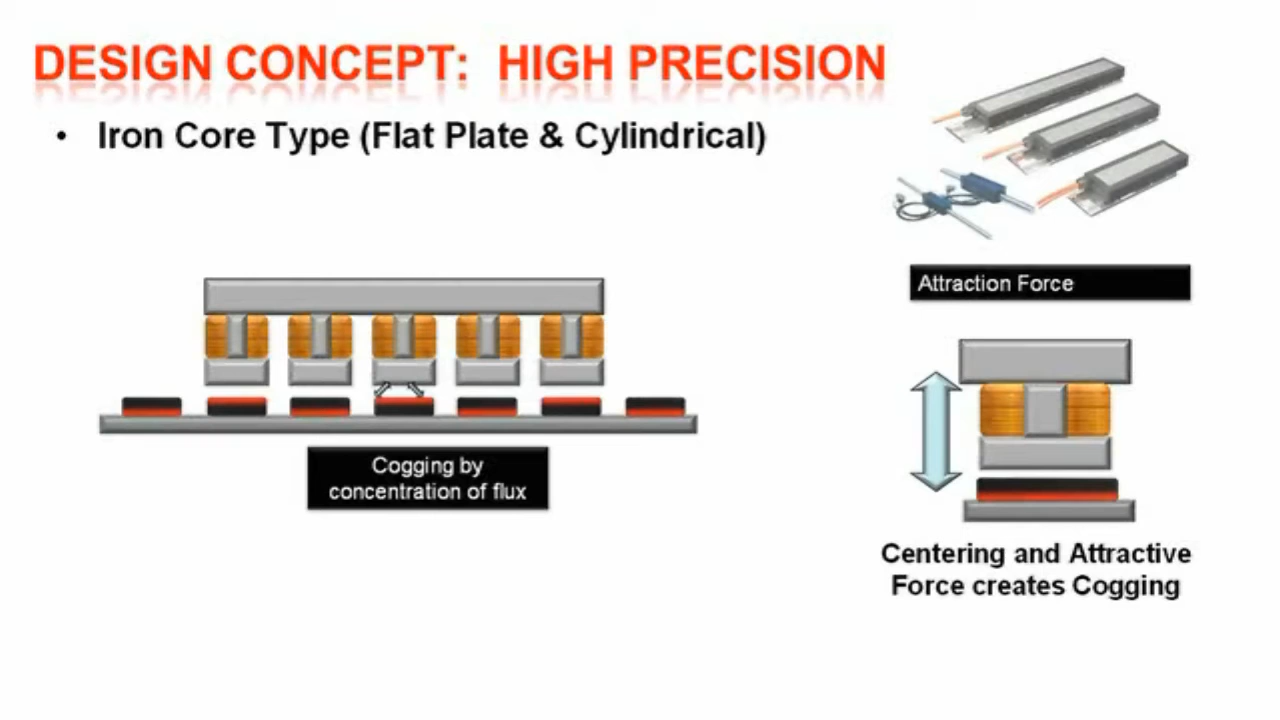 DESIGN CONCEPT: HIGH PRECISION
• Iron Core Type (Flat Plate & Cylindrical)
Attraction Force
Cogging by
concentration of flux
Centering and Attractive
Force creates Cogging